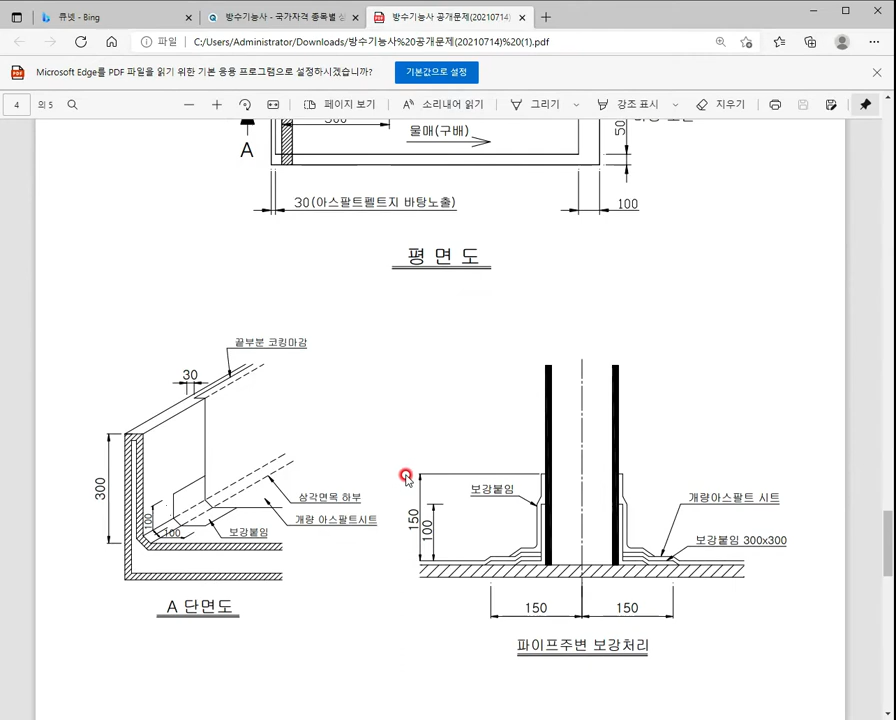 큐넷 - Bing
방수기능사 - 국가자격 종목별 상
방수기능사 공개문제(20210714)
파일
C:/Users/Administrator/Downloads/방수기능사%20공개문제(20210714)%20(1).pdf
Microsoft Edge를 PDF 파일을 읽기 위한 기본 응용 프로그램으로 설정하시겠습니까?
기본값으로 설정
4 의 5
페이지 보기
소리내어 읽기
그리기
강조 표시
지우기
물매(구배)
50
A
30(아스팔트펠트지 바탕노출)
100
평 면 도
끝부분 코킹마감
30
300
100
100
삼각면목 하부
개량 아스팔트시트
보강붙임
A 단면도
보강붙임
150
100
개량아스팔트 시트
보강붙임 300x300
150
150
파이프주변 보강처리